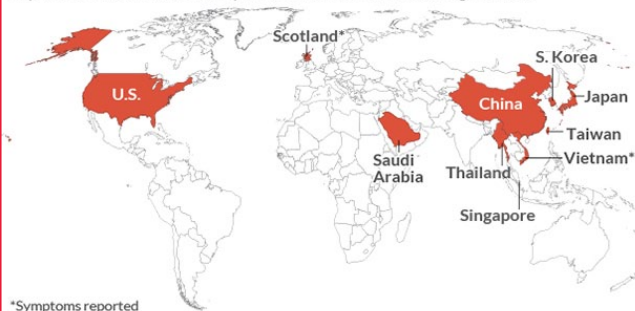 Scotland*
S. Korea
U.S.
China
Japan
Taiwan
Saudi
Arabia
Thailand
Vietnam*
Singapore
*Symptoms reported